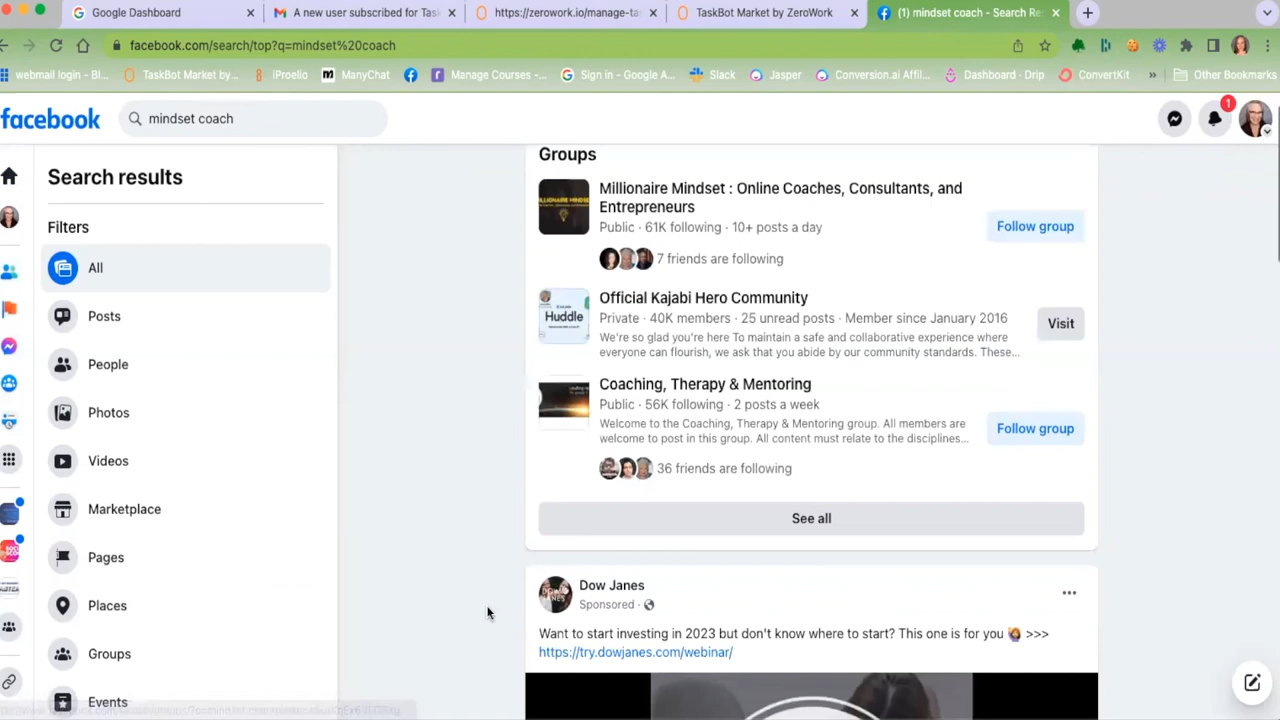 Google Dashboard
A new user subscribed for Task
https://zerowork.io/manage-ta
TaskBot Market by ZeroWork
(1) mindset coach - Search Re
facebook.com/search/top?q=mindset%20coach
webmail login - Bl...
TaskBot Market by...
iProelio
ManyChat
Manage Courses -...
Sign in - Google A...
Slack
Jasper
Conversion.ai Affil...
Dashboard · Drip
ConvertKit
»
Other Bookmarks
facebook
mindset coach
1
Search results
Filters
All
Posts
People
Photos
Videos
Marketplace
Pages
Places
Groups
Events
Groups
Millionaire Mindset : Online Coaches, Consultants, and
Entrepreneurs
Public · 61K following · 10+ posts a day
7 friends are following
Follow group
Official Kajabi Hero Community
Private · 40K members · 25 unread posts · Member since January 2016
We're so glad you're here To maintain a safe and collaborative experience where
everyone can flourish, we ask that you abide by our community standards. These...
Huddle
Visit
Coaching, Therapy & Mentoring
Public · 56K following · 2 posts a week
Welcome to the Coaching, Therapy & Mentoring group. All members are
welcome to post in this group. All content must relate to the disciplines...
36 friends are following
Follow group
See all
Dow Janes
Sponsored ·
Want to start investing in 2023 but don't know where to start? This one is for you 🙋 >>>
https://try.dowjanes.com/webinar/